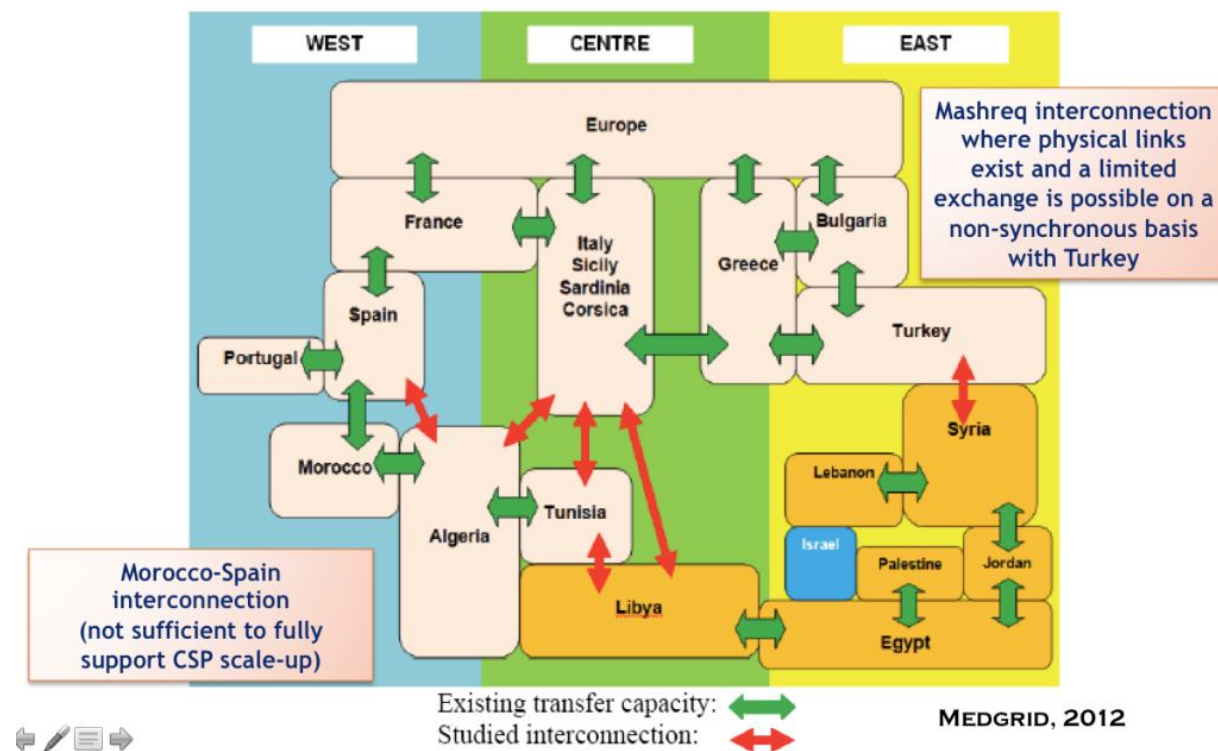 WEST
CENTRE
EAST
Europe
Mashreq interconnection
where physical links
exist and a limited
exchange is possible on a
non-synchronous basis
with Turkey
France
Italy
Sicily
Sardinia
Corsica
Greece
Bulgaria
Spain
Portugal
Turkey
Morocco
Algeria
Tunisia
Syria
Lebanon
Israel
Palestine
Jordan
Libya
Egypt
Morocco-Spain
interconnection
(not sufficient to fully
support CSP scale-up)
Existing transfer capacity:
Studied interconnection:
MEDGRID, 2012